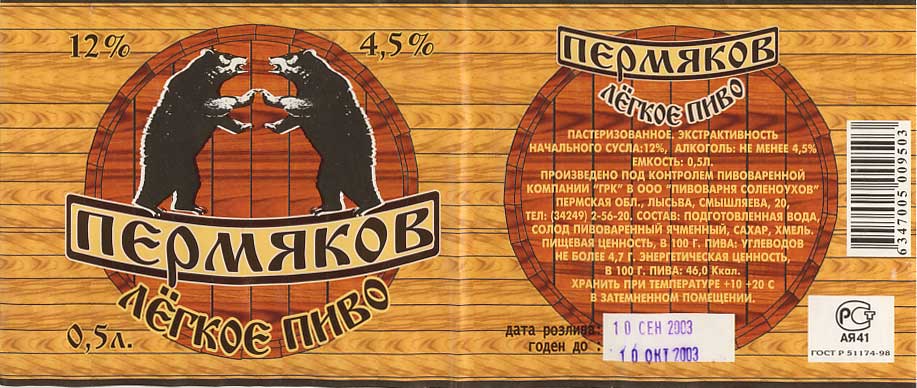 12%
4,5%
ПЕРМЯКОВ
ЛЁГКОЕ ПИВО
0,5л.
ПЕРМЯКОВ
ЛЁГКОЕ ПИВО
ПАСТЕРИЗОВАННОЕ. ЭКСТРАКТИВНОСТЬ
НАЧАЛЬНОГО СУСЛА:12%, АЛКОГОЛЬ: НЕ МЕНЕЕ 4,5%
ЕМКОСТЬ: 0,5Л.
ПРОИЗВЕДЕНО ПОД КОНТРОЛЕМ ПИВОВАРЕННОЙ
КОМПАНИИ "ГРК" В ООО "ПИВОВАРНЯ СОЛЕНОУХОВ"
ПЕРМСКАЯ ОБЛ., ЛЫСЬВА, СМЫШЛЯЕВА, 20,
ТЕЛ: (34249) 2-56-20. СОСТАВ: ПОДГОТОВЛЕННАЯ ВОДА,
СОЛОД ПИВОВАРЕННЫЙ ЯЧМЕННЫЙ, САХАР, ХМЕЛЬ.
ПИЩЕВАЯ ЦЕННОСТЬ, В 100 Г. ПИВА: УГЛЕВОДОВ
НЕ БОЛЕЕ 4,7 Г. ЭНЕРГЕТИЧЕСКАЯ ЦЕННОСТЬ,
В 100 Г. ПИВА: 46,0 Ккал.
ХРАНИТЬ ПРИ ТЕМПЕРАТУРЕ +10 +20 С
В ЗАТЕМНЕННОМ ПОМЕЩЕНИИ.
дата розлива: 10 СЕН 2003
годен до : 10 ОКТ 2003
6347005 009503
РСТ
АЯ41
ГОСТ Р 51174-98